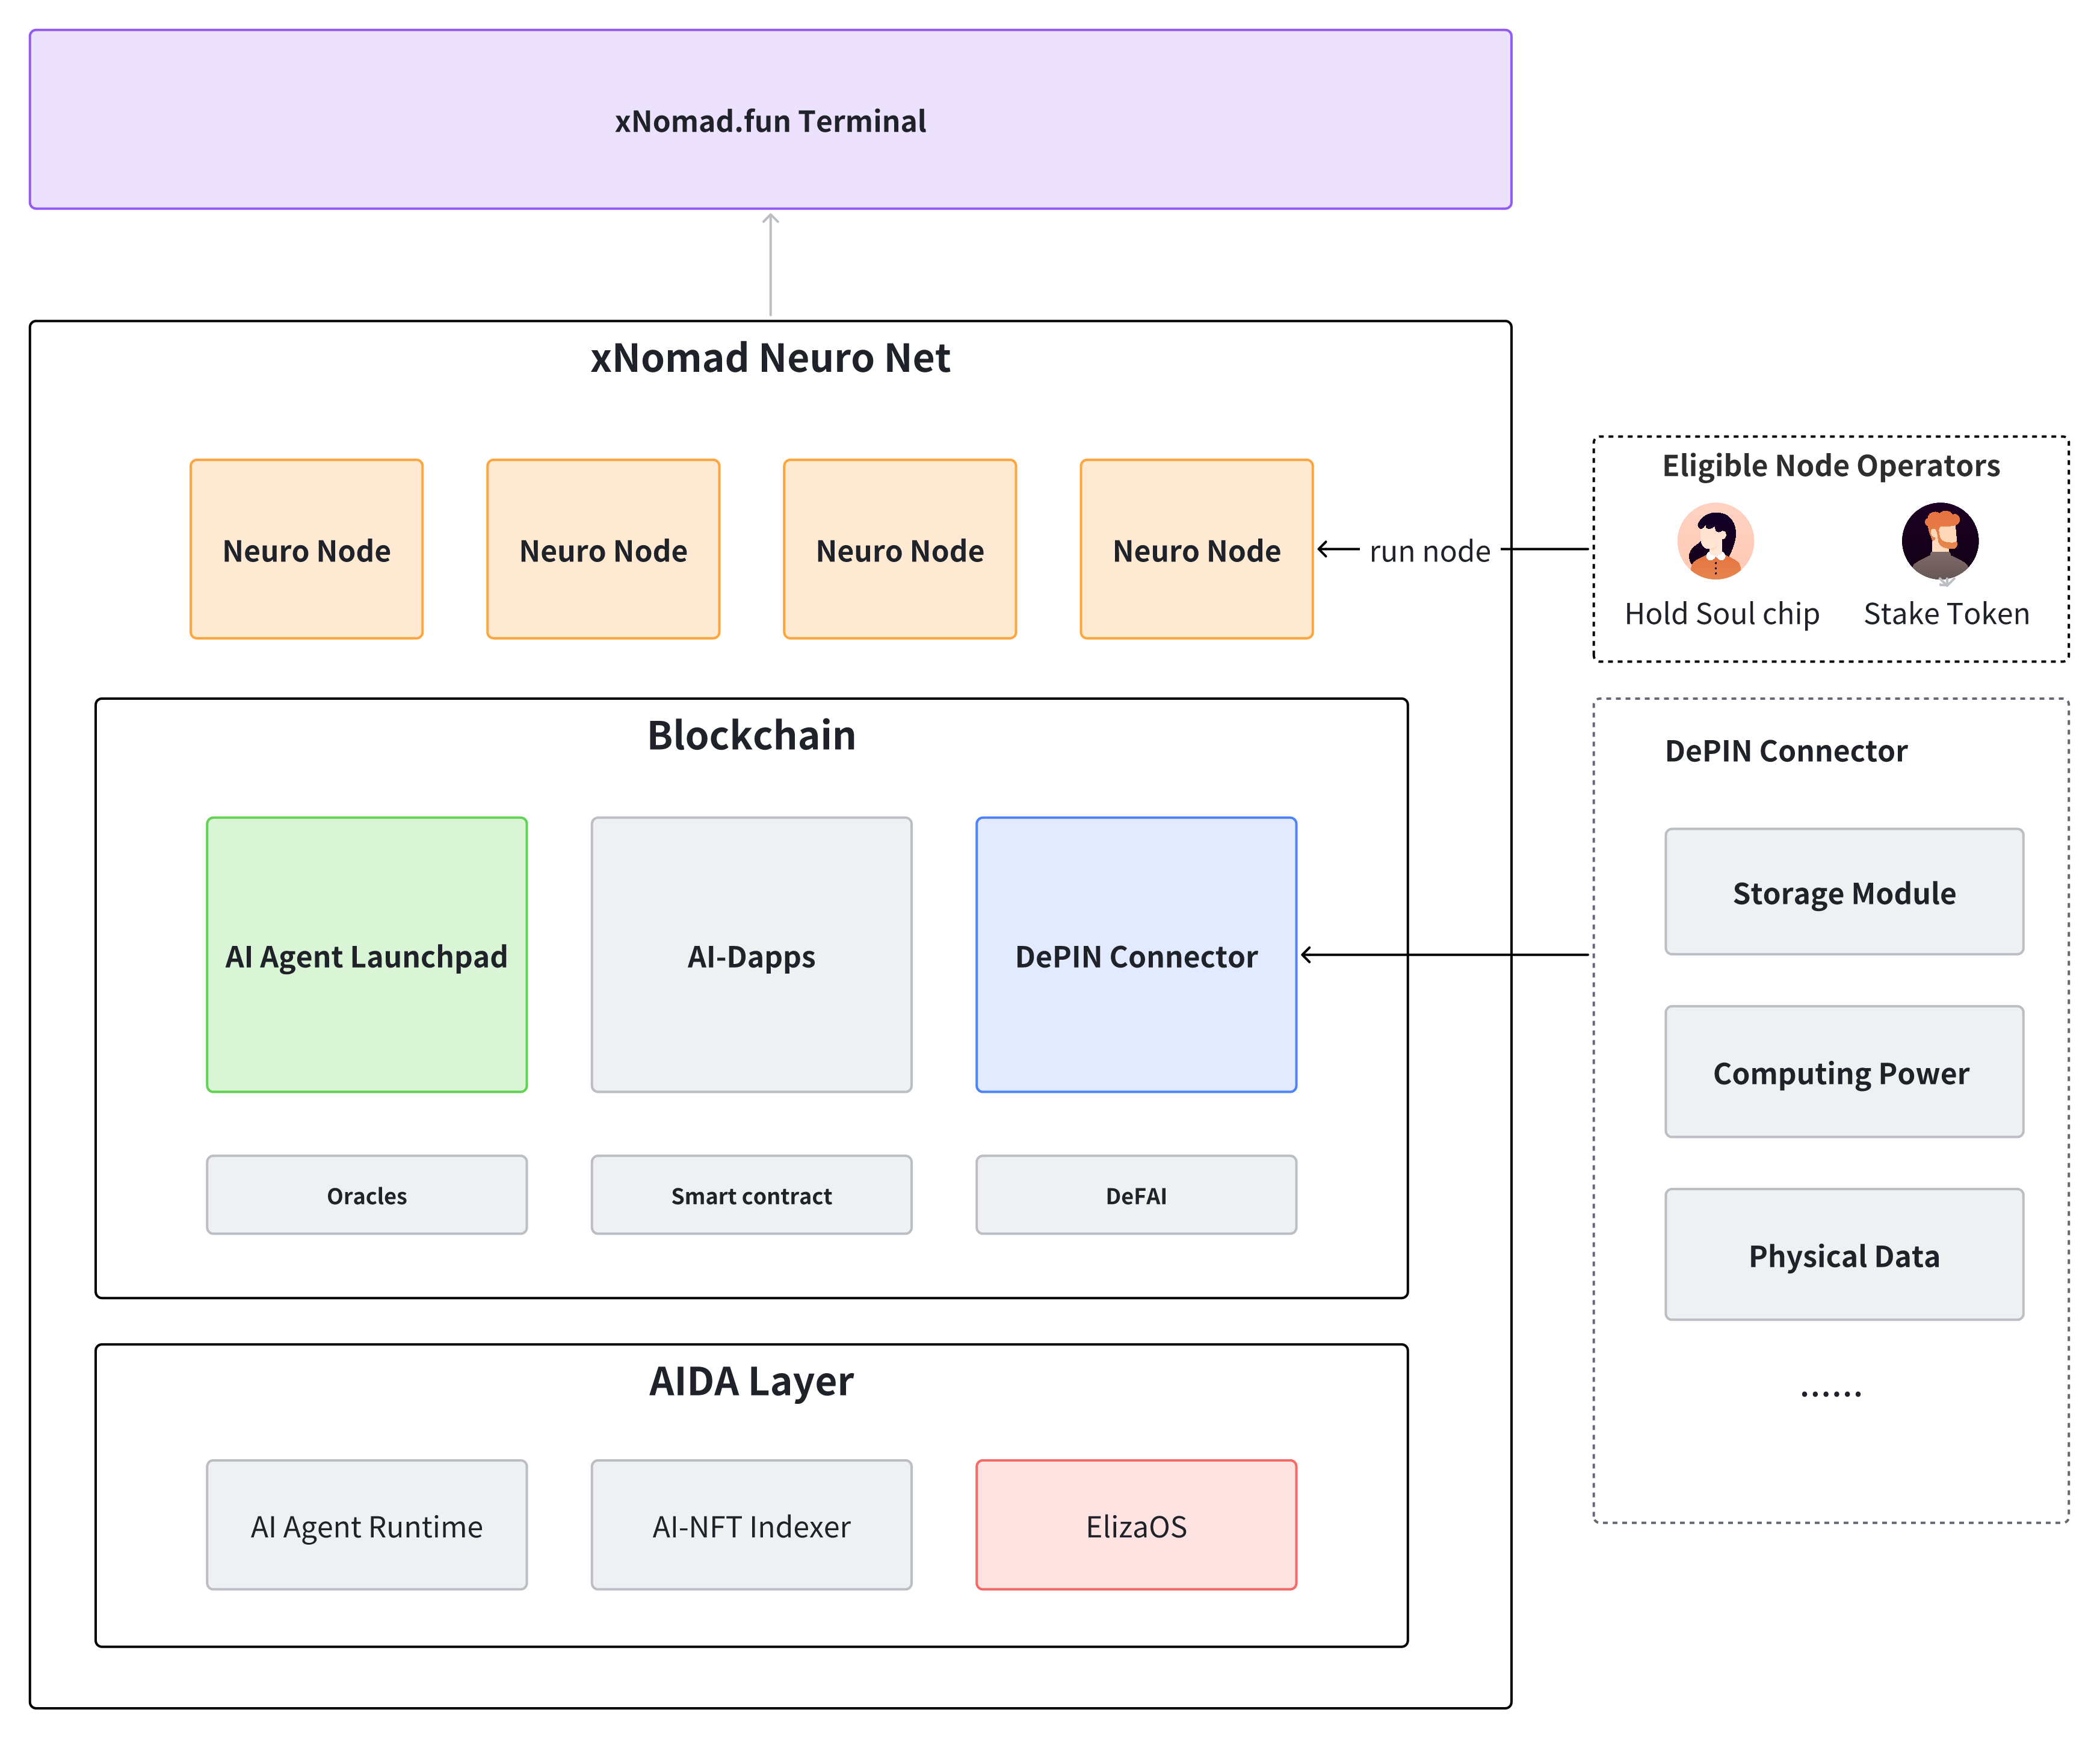 xNomad.fun Terminal
xNomad Neuro Net
Neuro Node
Neuro Node
Neuro Node
Neuro Node
run node
Eligible Node Operators
Hold Soul chip
Stake Token
Blockchain
AI Agent Launchpad
AI-Dapps
DePIN Connector
Oracles
Smart contract
DeFAI
DePIN Connector
Storage Module
Computing Power
Physical Data
......
AIDA Layer
AI Agent Runtime
AI-NFT Indexer
ElizaOS